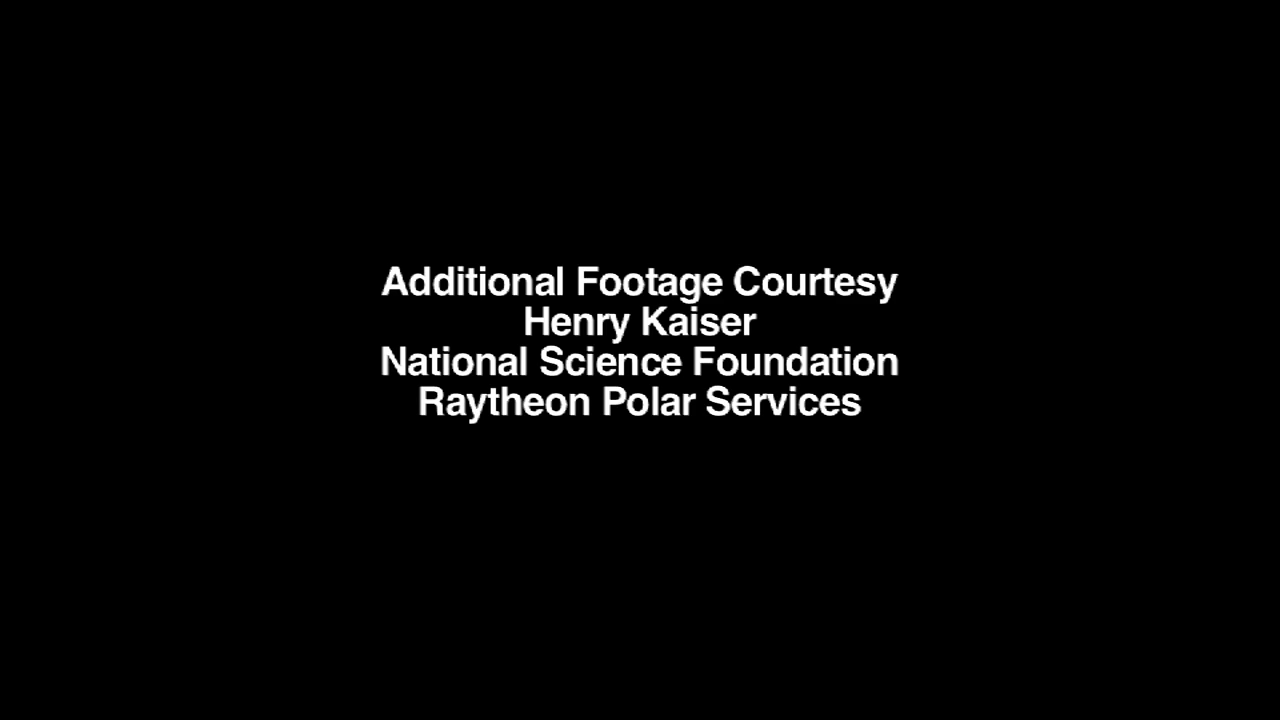 Additional Footage Courtesy
Henry Kaiser
National Science Foundation
Raytheon Polar Services